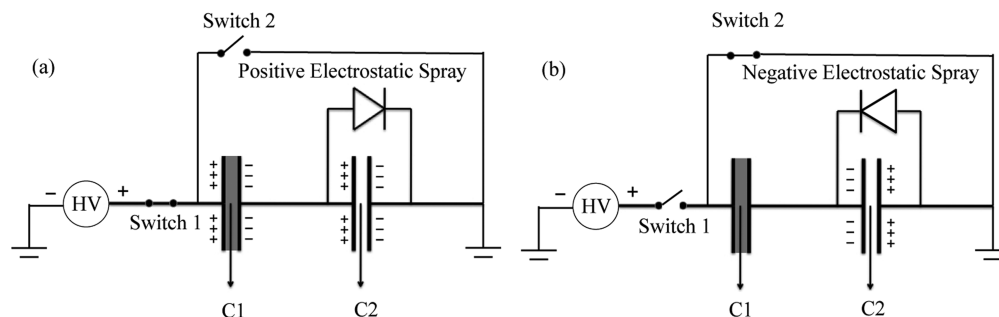 Switch 2
(a)
Positive Electrostatic Spray
+ + + − − −
+ + + − − −
− HV +
Switch 1
+ + + − − −
+ + + − − −
C1
C2
Switch 2
(b)
Negative Electrostatic Spray
− − − + + +
− HV +
Switch 1
− − − + + +
C1
C2